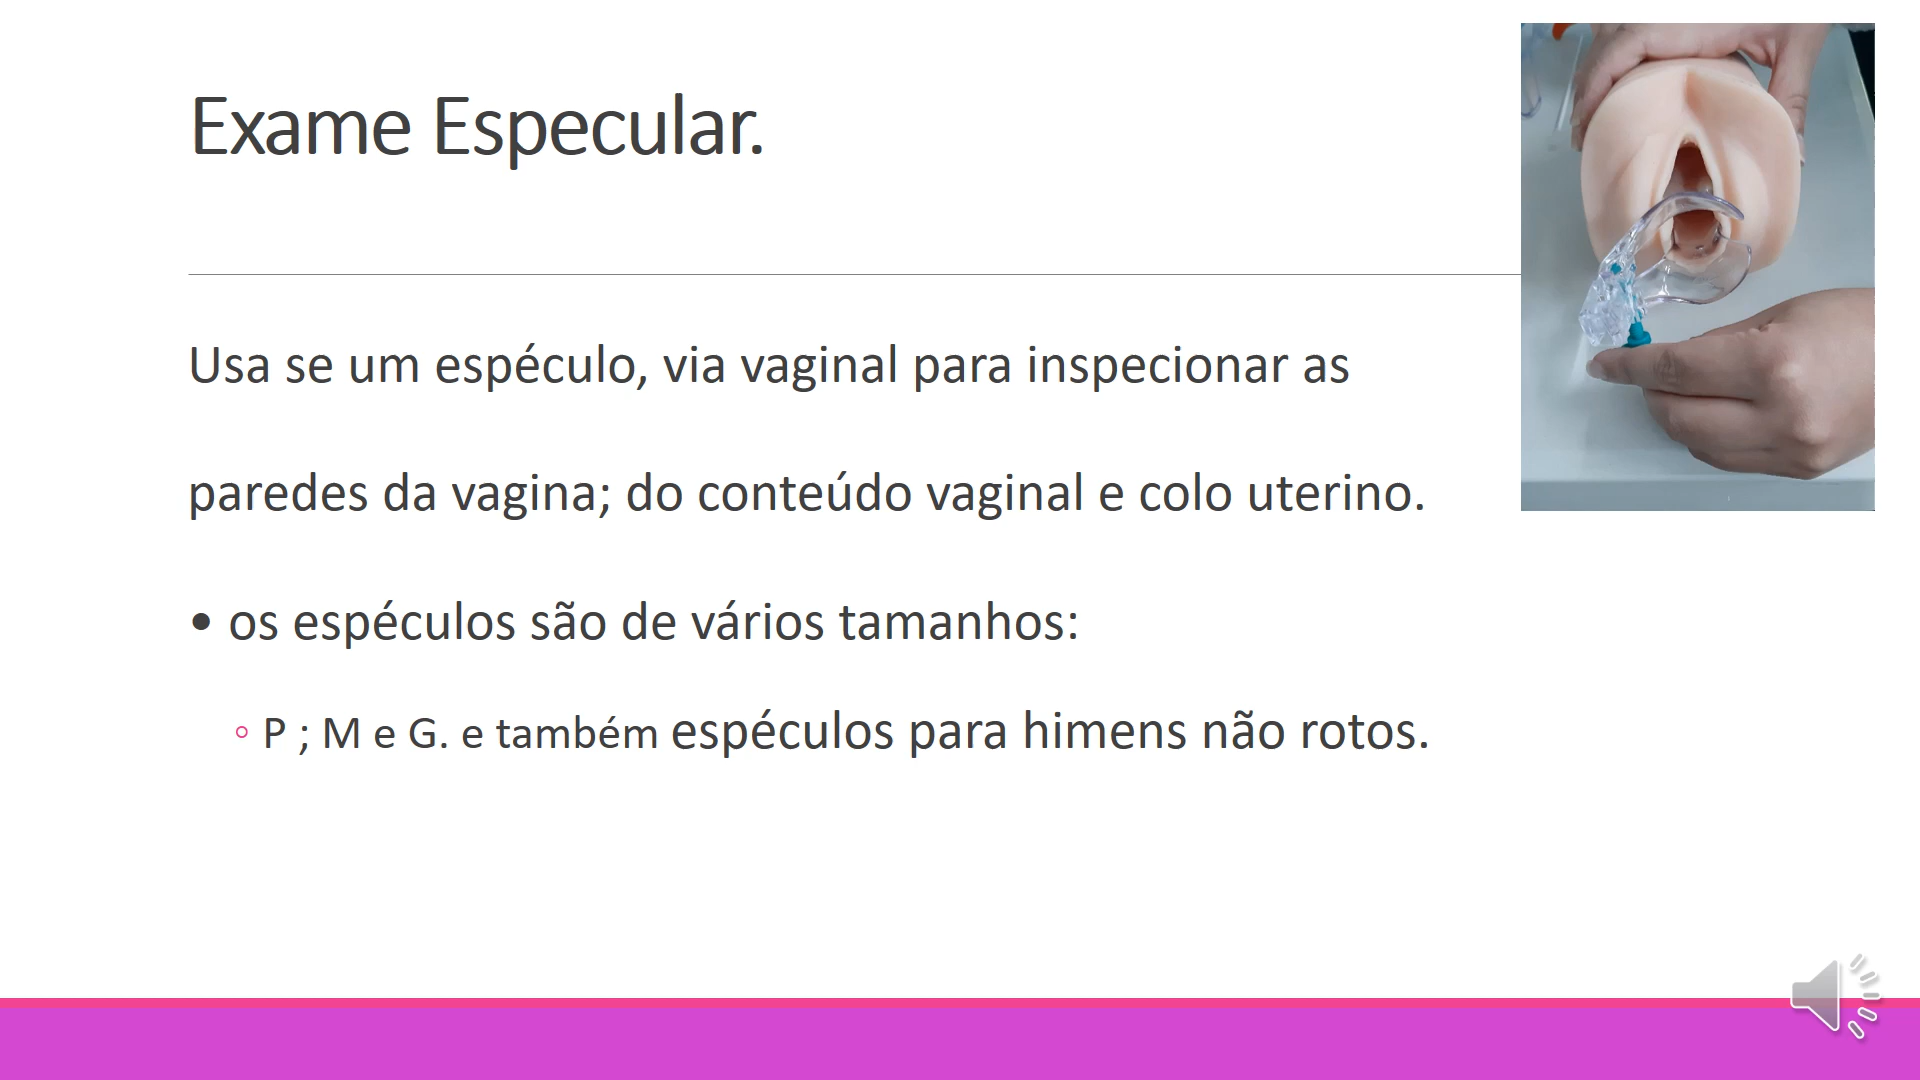 Exame Especular.
Usa se um espéculo, via vaginal para inspecionar as
paredes da vagina; do conteúdo vaginal e colo uterino.
• os espéculos são de vários tamanhos:
◦ P ; M e G. e também espéculos para himens não rotos.